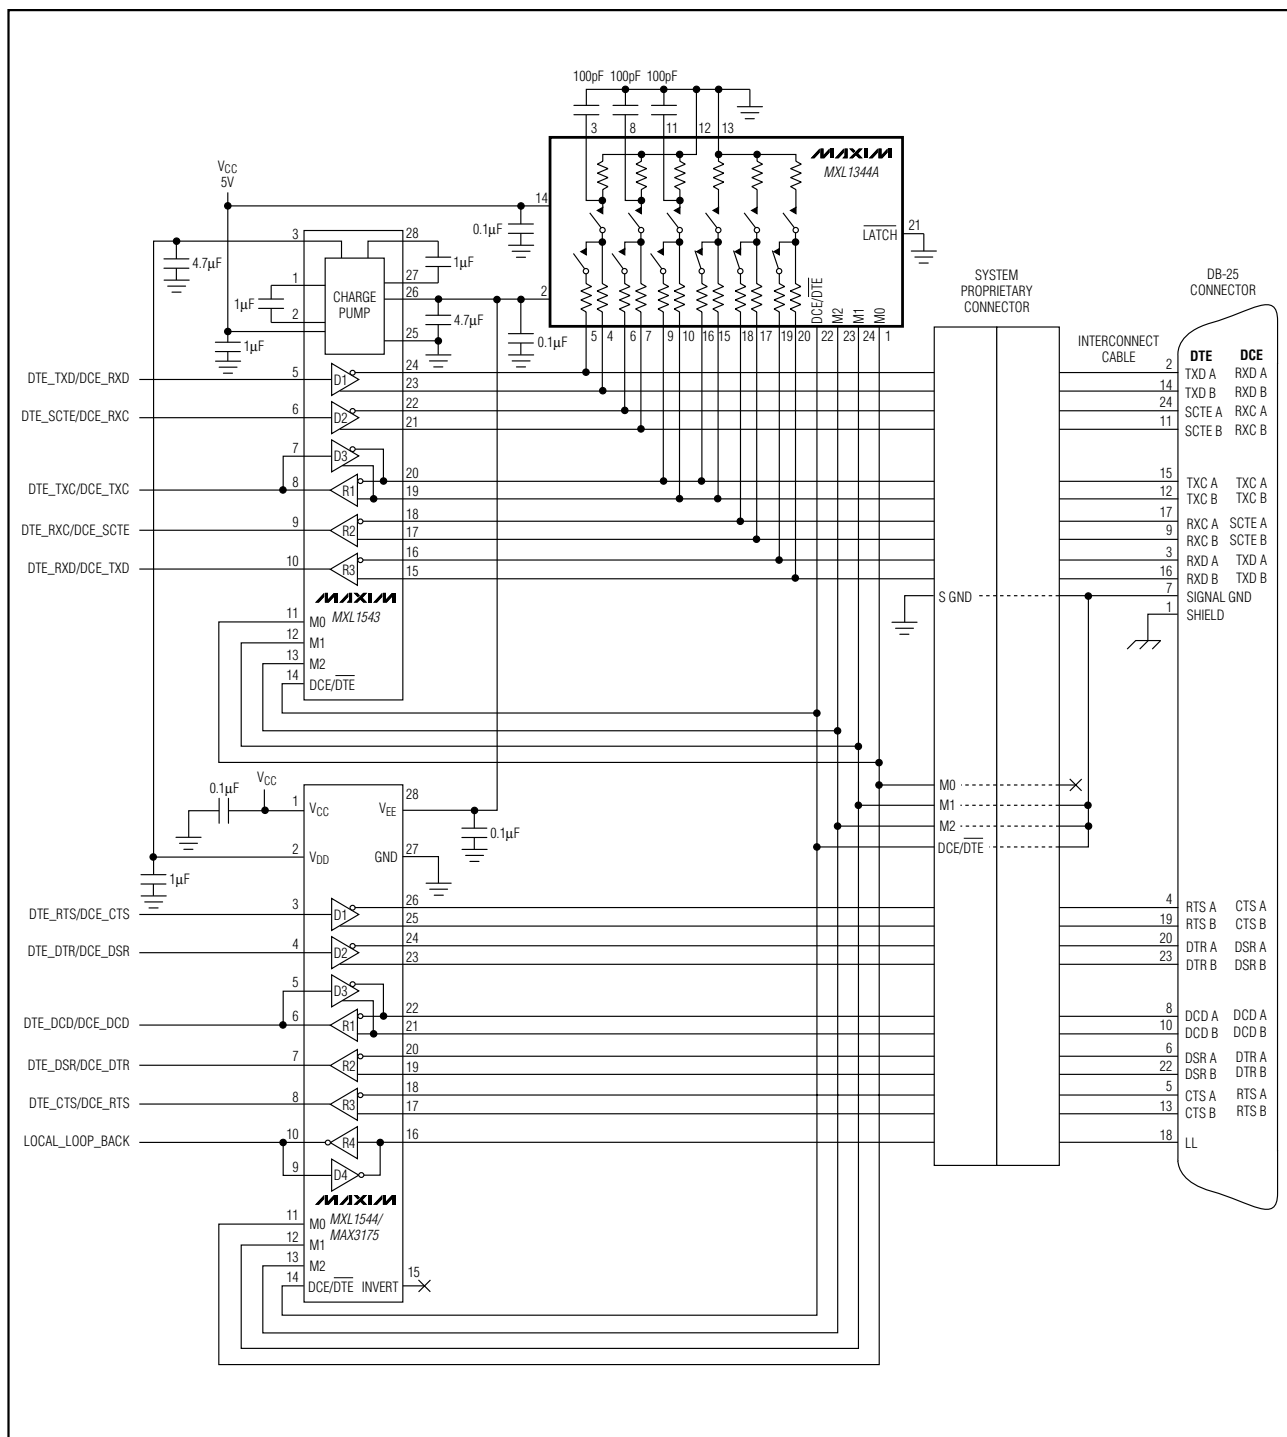 100pF 100pF 100pF
3 8 11 12 13
MAXIM
MXL1344A
VCC
5V
14
0.1µF
LATCH 21
3 28
4.7µF
1µF
1 27
CHARGE PUMP
26
1µF
2
4.7µF
25
1µF
2
0.1µF
DCE/DTE M2 M1 M0
5 4 6 7 9 10 16 15 18 17 19 20 22 23 24 1
SYSTEM
PROPRIETARY
CONNECTOR
DB-25
CONNECTOR
INTERCONNECT
CABLE
DTE DCE
DTE_TXD/DCE_RXD 5 D1 24 2 TXD A RXD A
23 14 TXD B RXD B
DTE_SCTE/DCE_RXC 6 D2 22 24 SCTE A RXC A
21 11 SCTE B RXC B
7 D3
DTE_TXC/DCE_TXC 8 R1 20 15 TXC A TXC A
19 12 TXC B TXC B
DTE_RXC/DCE_SCTE 9 R2 18 17 RXC A SCTE A
17 9 RXC B SCTE B
DTE_RXD/DCE_TXD 10 R3 16 3 RXD A TXD A
15 16 RXD B TXD B
S GND 7 SIGNAL GND
1 SHIELD
MAXIM
MXL1543
11 M0
12 M1
13 M2
14 DCE/DTE
M0
M1
M2
DCE/DTE
0.1µF
VCC
1 VCC VEE 28
0.1µF
2 VDD GND 27
1µF
DTE_RTS/DCE_CTS 3 D1 26 4 RTS A CTS A
25 19 RTS B CTS B
DTE_DTR/DCE_DSR 4 D2 24 20 DTR A DSR A
23 23 DTR B DSR B
5 D3
DTE_DCD/DCE_DCD 6 R1 22 8 DCD A DCD A
21 10 DCD B DCD B
DTE_DSR/DCE_DTR 7 R2 20 6 DSR A DTR A
19 22 DSR B DTR B
DTE_CTS/DCE_RTS 8 R3 18 5 CTS A RTS A
17 13 CTS B RTS B
LOCAL_LOOP_BACK 10 R4 16 18 LL
9 D4
MAXIM
MXL1544/
MAX3175
11 M0
12 M1
13 M2
14 DCE/DTE INVERT 15